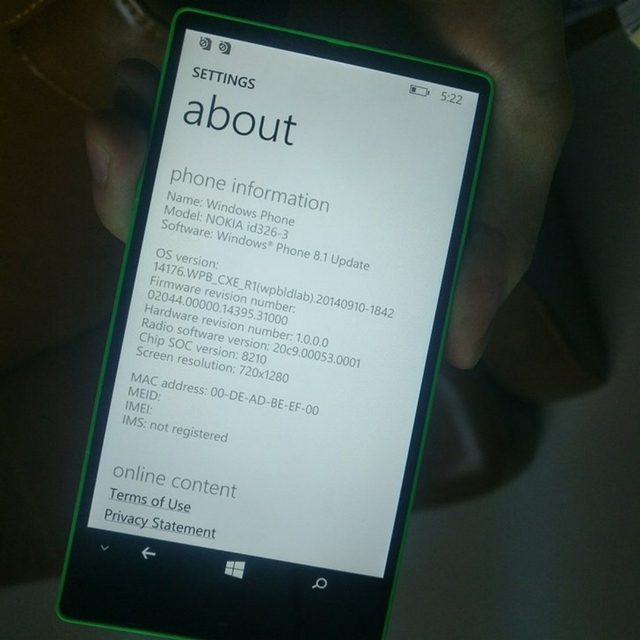 5:22
SETTINGS
about
phone information
Name: Windows Phone
Model: NOKIA id326-3
Software: Windows® Phone 8.1 Update
OS version:
14176.WPB_CXE_R1(wpbldlab).20140910-1842
Firmware revision number:
02044.00000.14395.31000
Hardware revision number: 1.0.0.0
Radio software version: 20c9.00053.0001
Chip SOC version: 8210
Screen resolution: 720x1280
MAC address: 00-DE-AD-BE-EF-00
MEID:
IMEI:
IMS: not registered
online content
Terms of Use
Privacy Statement